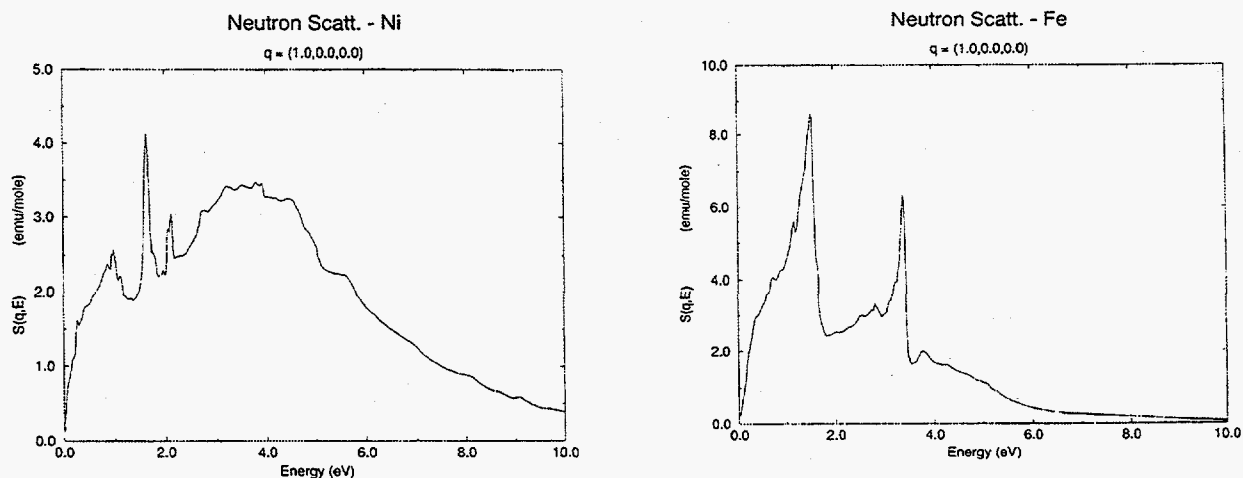 Neutron Scatt. - Ni
q = (1.0,0.0,0.0)
5.0
4.0
3.0
2.0
1.0
0.0
S(q,E) (emu/mole)
0.0 2.0 4.0 6.0 8.0 10.0
Energy (eV)
Neutron Scatt. - Fe
q = (1.0,0.0,0.0)
10.0
8.0
6.0
4.0
2.0
0.0
S(q,E) (emu/mole)
0.0 2.0 4.0 6.0 8.0 10.0
Energy (eV)